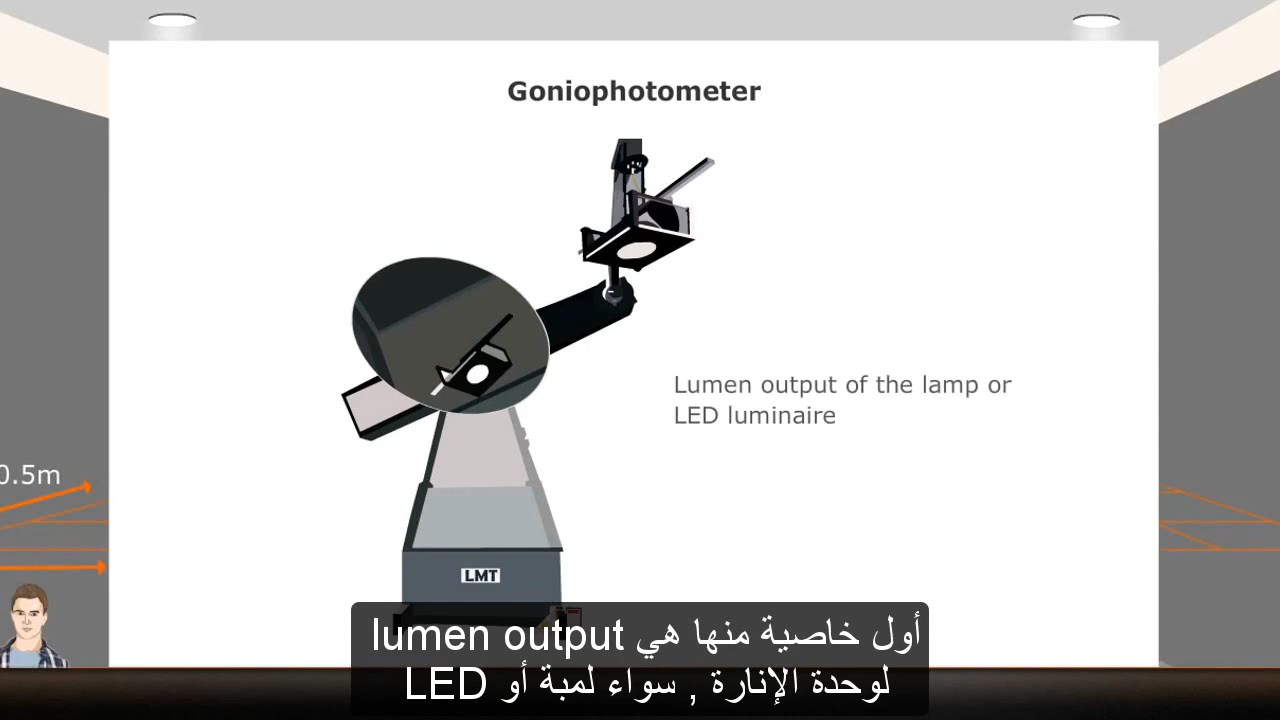 Goniophotometer
Lumen output of the lamp or
LED luminaire
0.5m
LMT
أول خاصية منها هي lumen output
لوحدة الإنارة , سواء لمبة أو LED